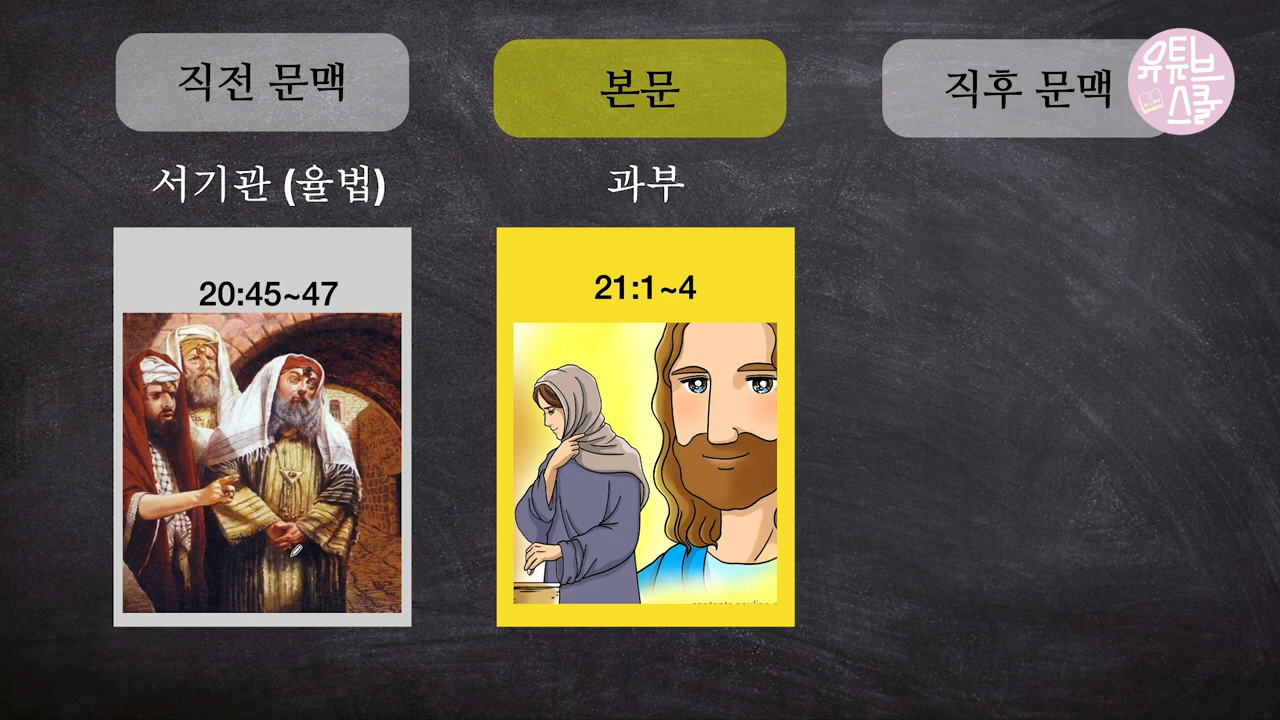 직전 문맥
본문
직후 문맥
유튜브
스쿨
서기관 (율법)
과부
20:45~47
21:1~4